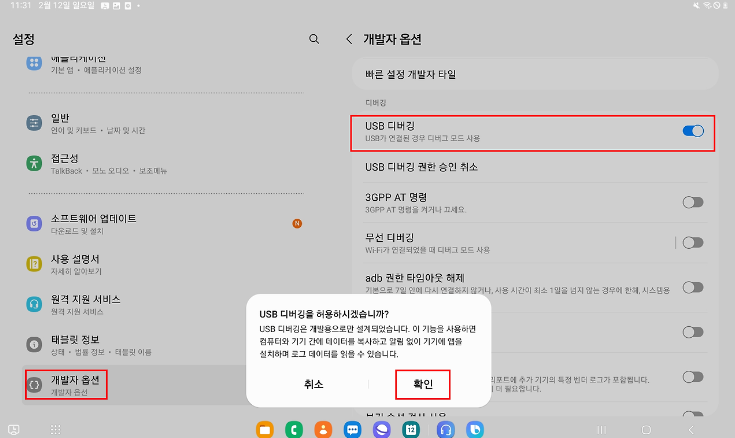 11:31 2월 12일 일요일
설정
애플리케이션
기본 앱 • 애플리케이션 설정
일반
언어 및 키보드 • 날짜 및 시간
접근성
TalkBack • 모노 오디오 • 보조메뉴
소프트웨어 업데이트
다운로드 및 설치
N
사용 설명서
자세히 알아보기
원격 지원 서비스
원격 지원 서비스
태블릿 정보
상태 • 법률 정보 • 태블릿 이름
개발자 옵션
개발자 옵션
개발자 옵션
빠른 설정 개발자 타일
디버깅
USB 디버깅
USB가 연결된 경우 디버그 모드 사용
USB 디버깅 권한 승인 취소
3GPP AT 명령
3GPP AT 명령을 켜거나 끄세요.
무선 디버깅
Wi-Fi가 연결되었을 때 디버그 모드 사용
adb 권한 타임아웃 해제
기본으로 7일 안에 다시 연결하지 않거나, 사용 시간이 최소 1일을 넘지 않는 경우에 한해, 시스템용
리포트에 추가 기기의 특정 벤더 로그가 포함됩니다.
더 필요합니다.
USB 디버깅을 허용하시겠습니까?
USB 디버깅은 개발용으로만 설계되었습니다. 이 기능을 사용하면
컴퓨터와 기기 간에 데이터를 복사하고 알림 없이 기기에 앱을
설치하며 로그 데이터를 읽을 수 있습니다.
취소
확인
12